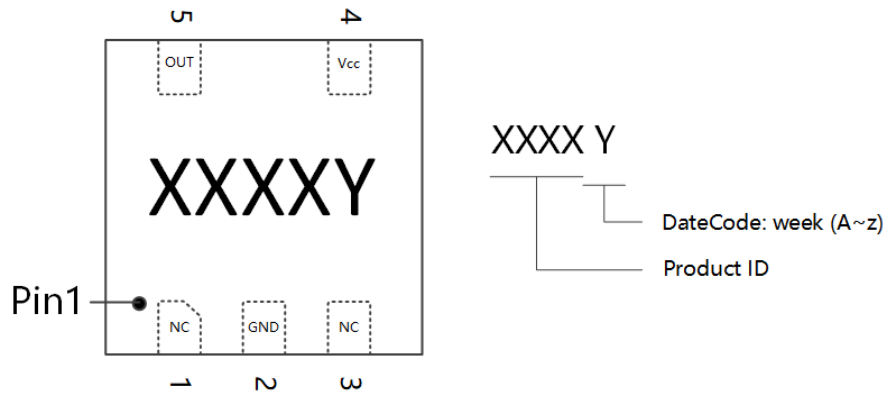 5 4
OUT Vcc
XXXXY
Pin1
NC GND NC
1 2 3
XXXX Y
DateCode: week (A~z)
Product ID